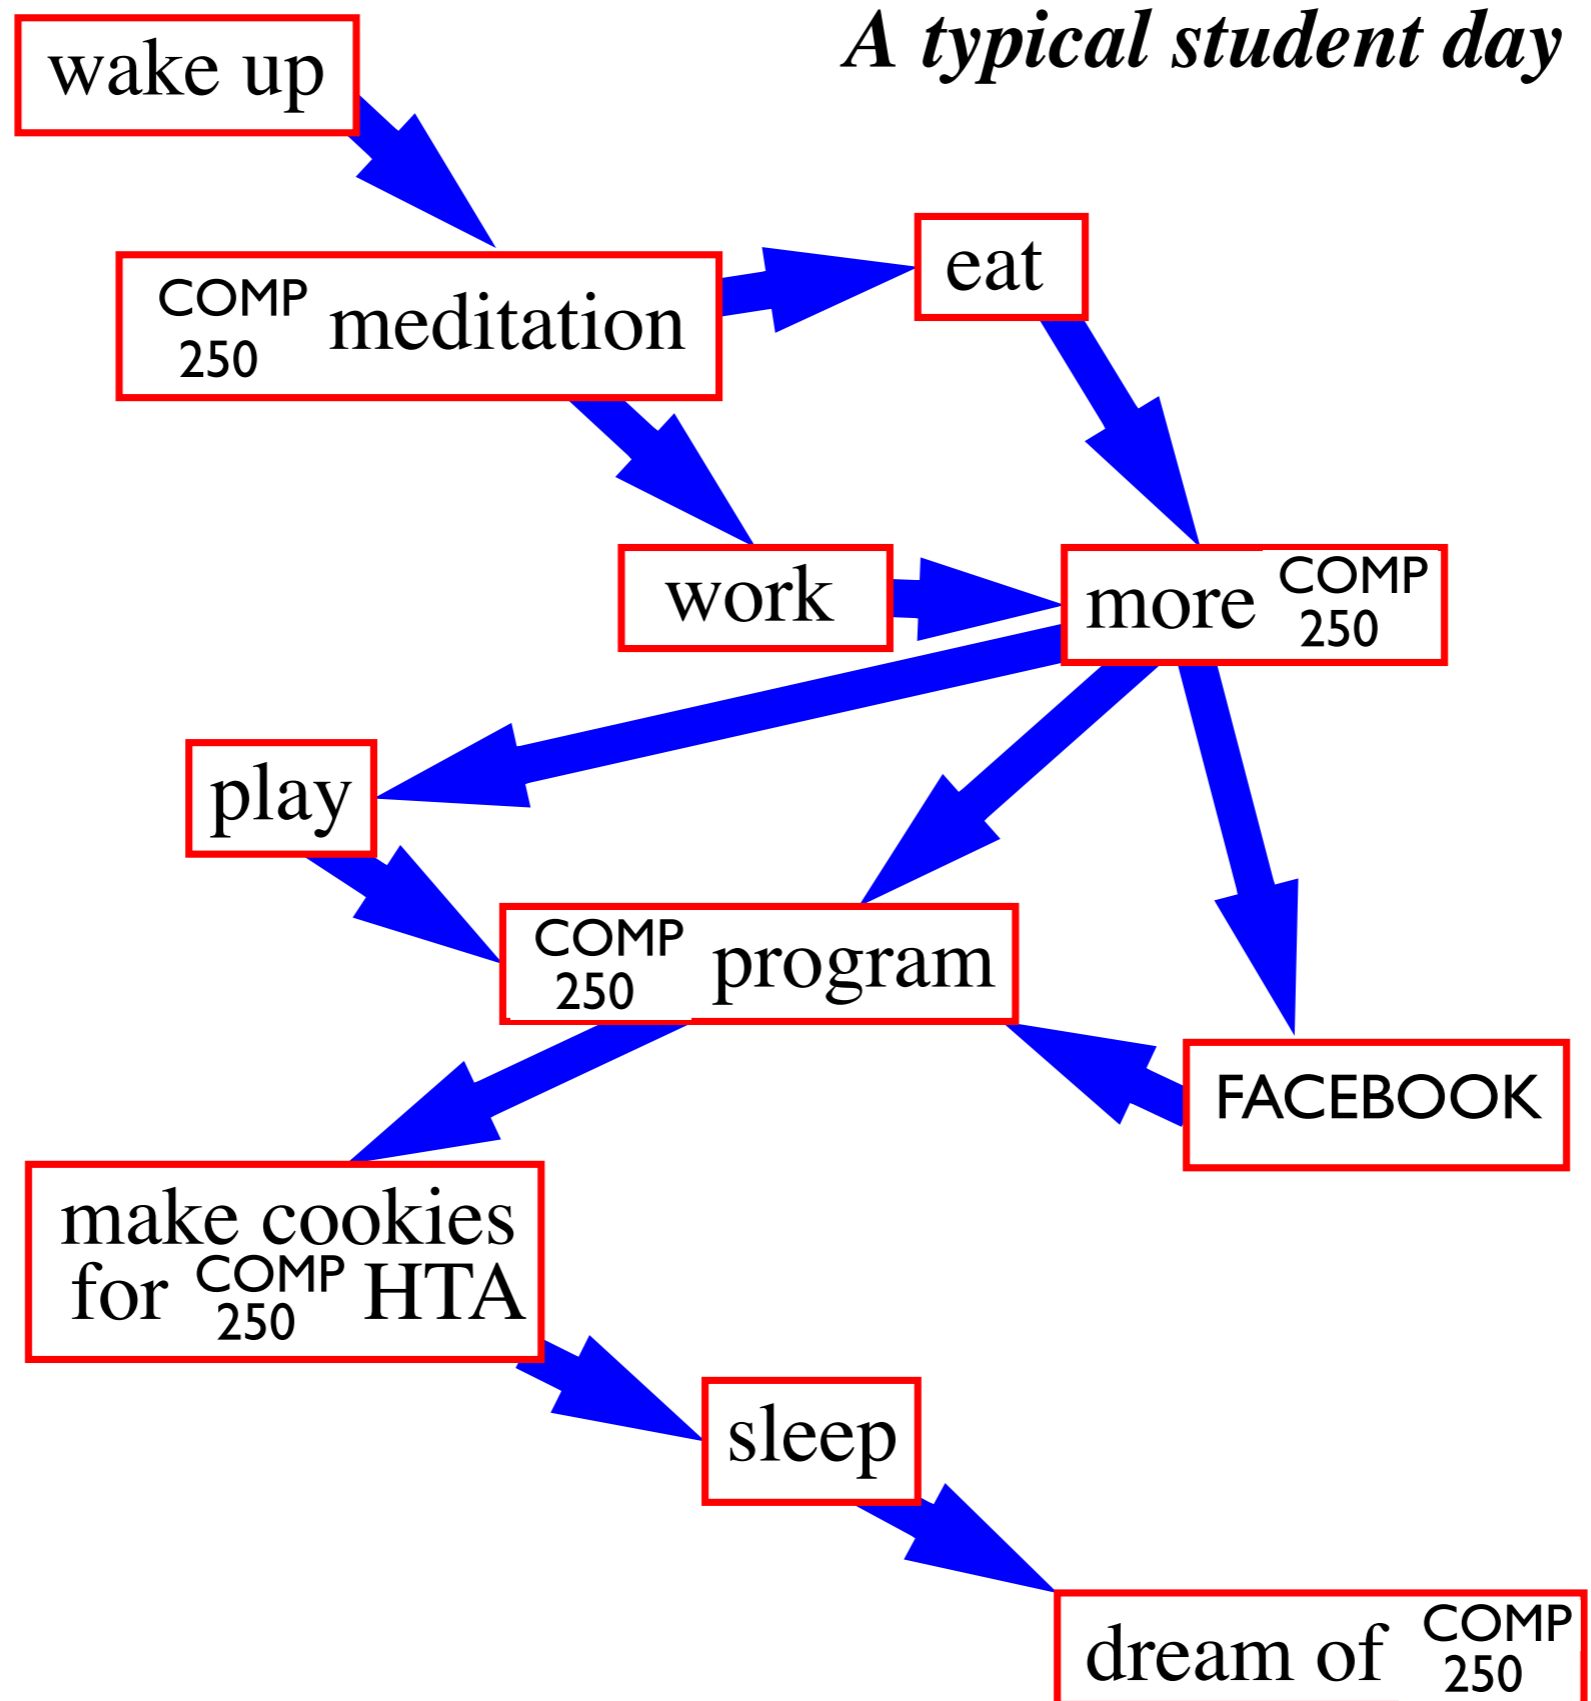 A typical student day
wake up
eat
COMP
250 meditation
work
more COMP
250
play
COMP
250 program
FACEBOOK
make cookies
for COMP
250 HTA
sleep
dream of COMP
250